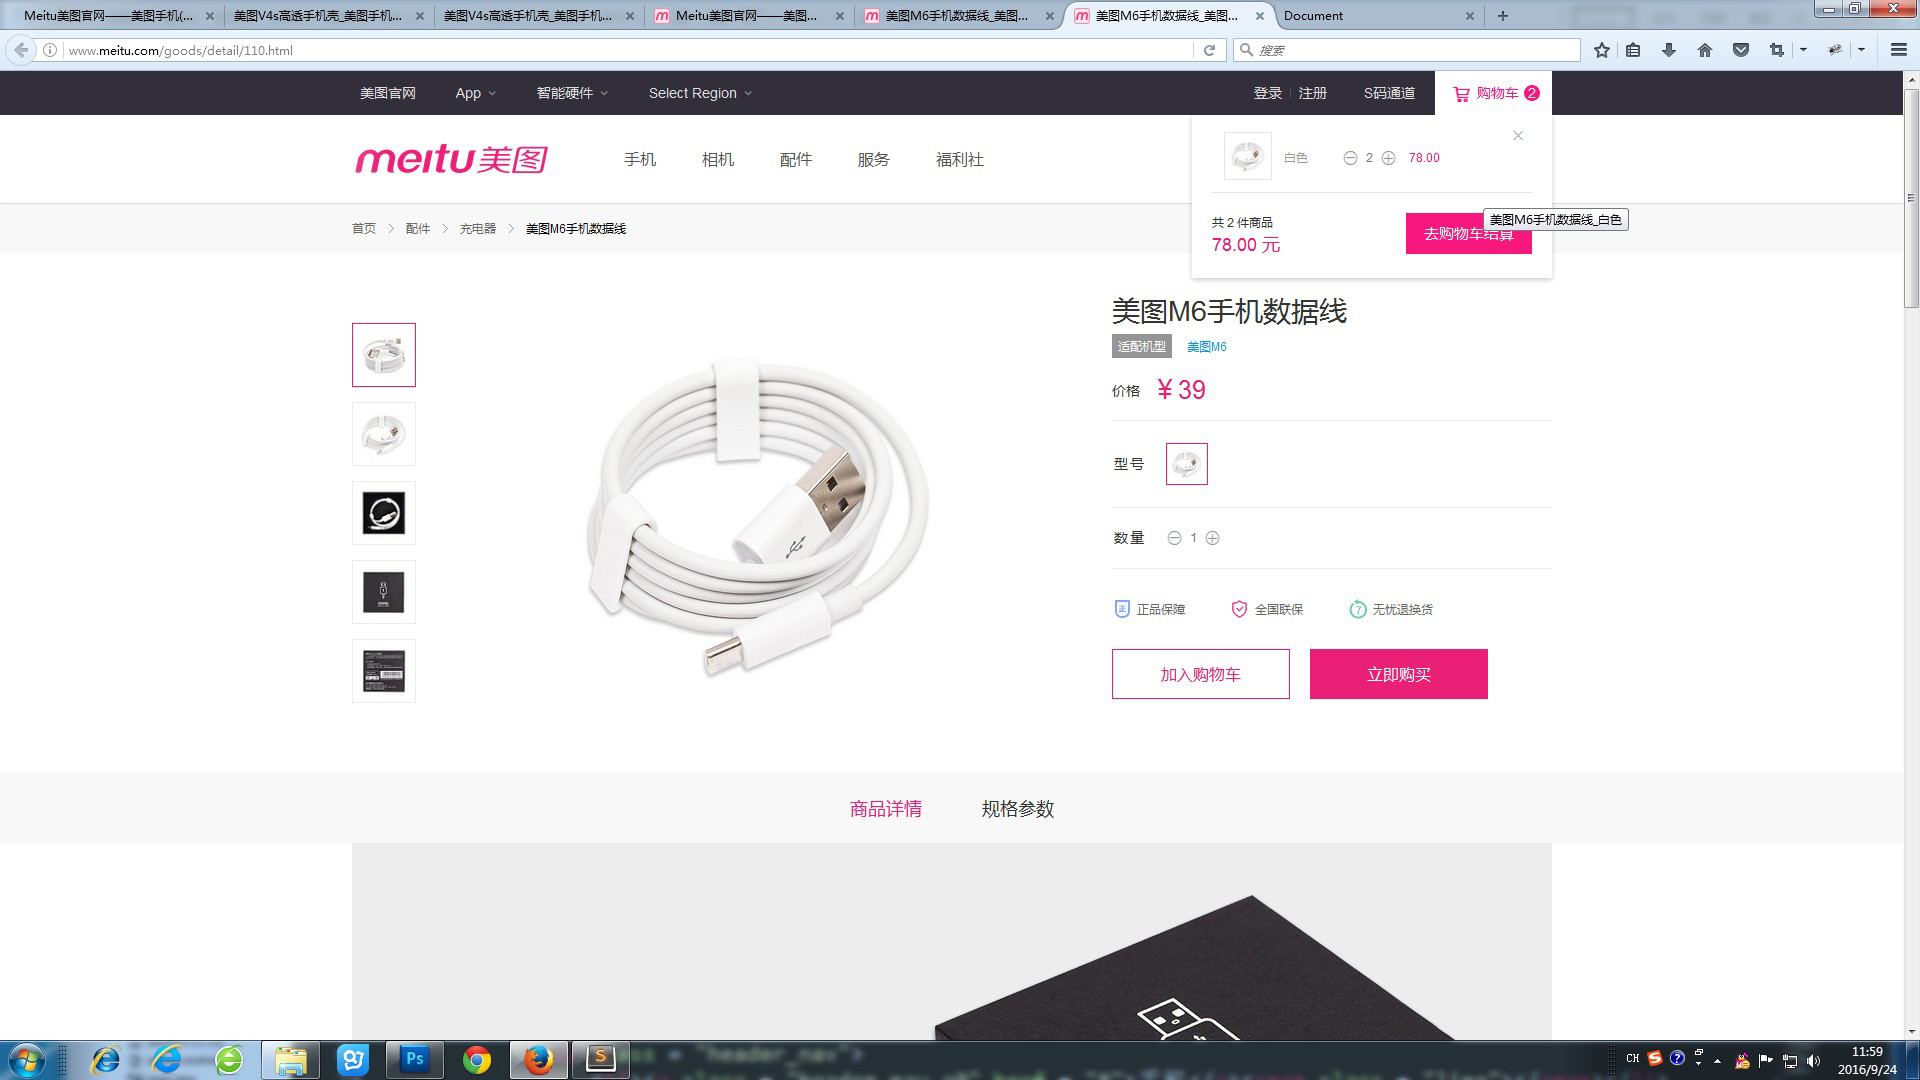 Meitu美图官网——美图手机(...
美图V4s高透手机壳_美图手机...
美图V4s高透手机壳_美图手机...
Meitu美图官网——美图...
美图M6手机数据线_美图...
美图M6手机数据线_美图...
Document
www.meitu.com/goods/detail/110.html
搜索
美图官网 App 智能硬件 Select Region 登录 注册 S码通道 购物车 2
meitu美图 手机 相机 配件 服务 福利社
白色 2 78.00
共 2 件商品
78.00 元
去购物车结算
美图M6手机数据线_白色
首页 配件 充电器 美图M6手机数据线
美图M6手机数据线
适配机型 美图M6
价格 ¥ 39
型号
数量 1
正品保障 全国联保 无忧退换货
加入购物车 立即购买
商品详情 规格参数
= "header_nav">
Ps
S
CH
11:59
2016/9/24